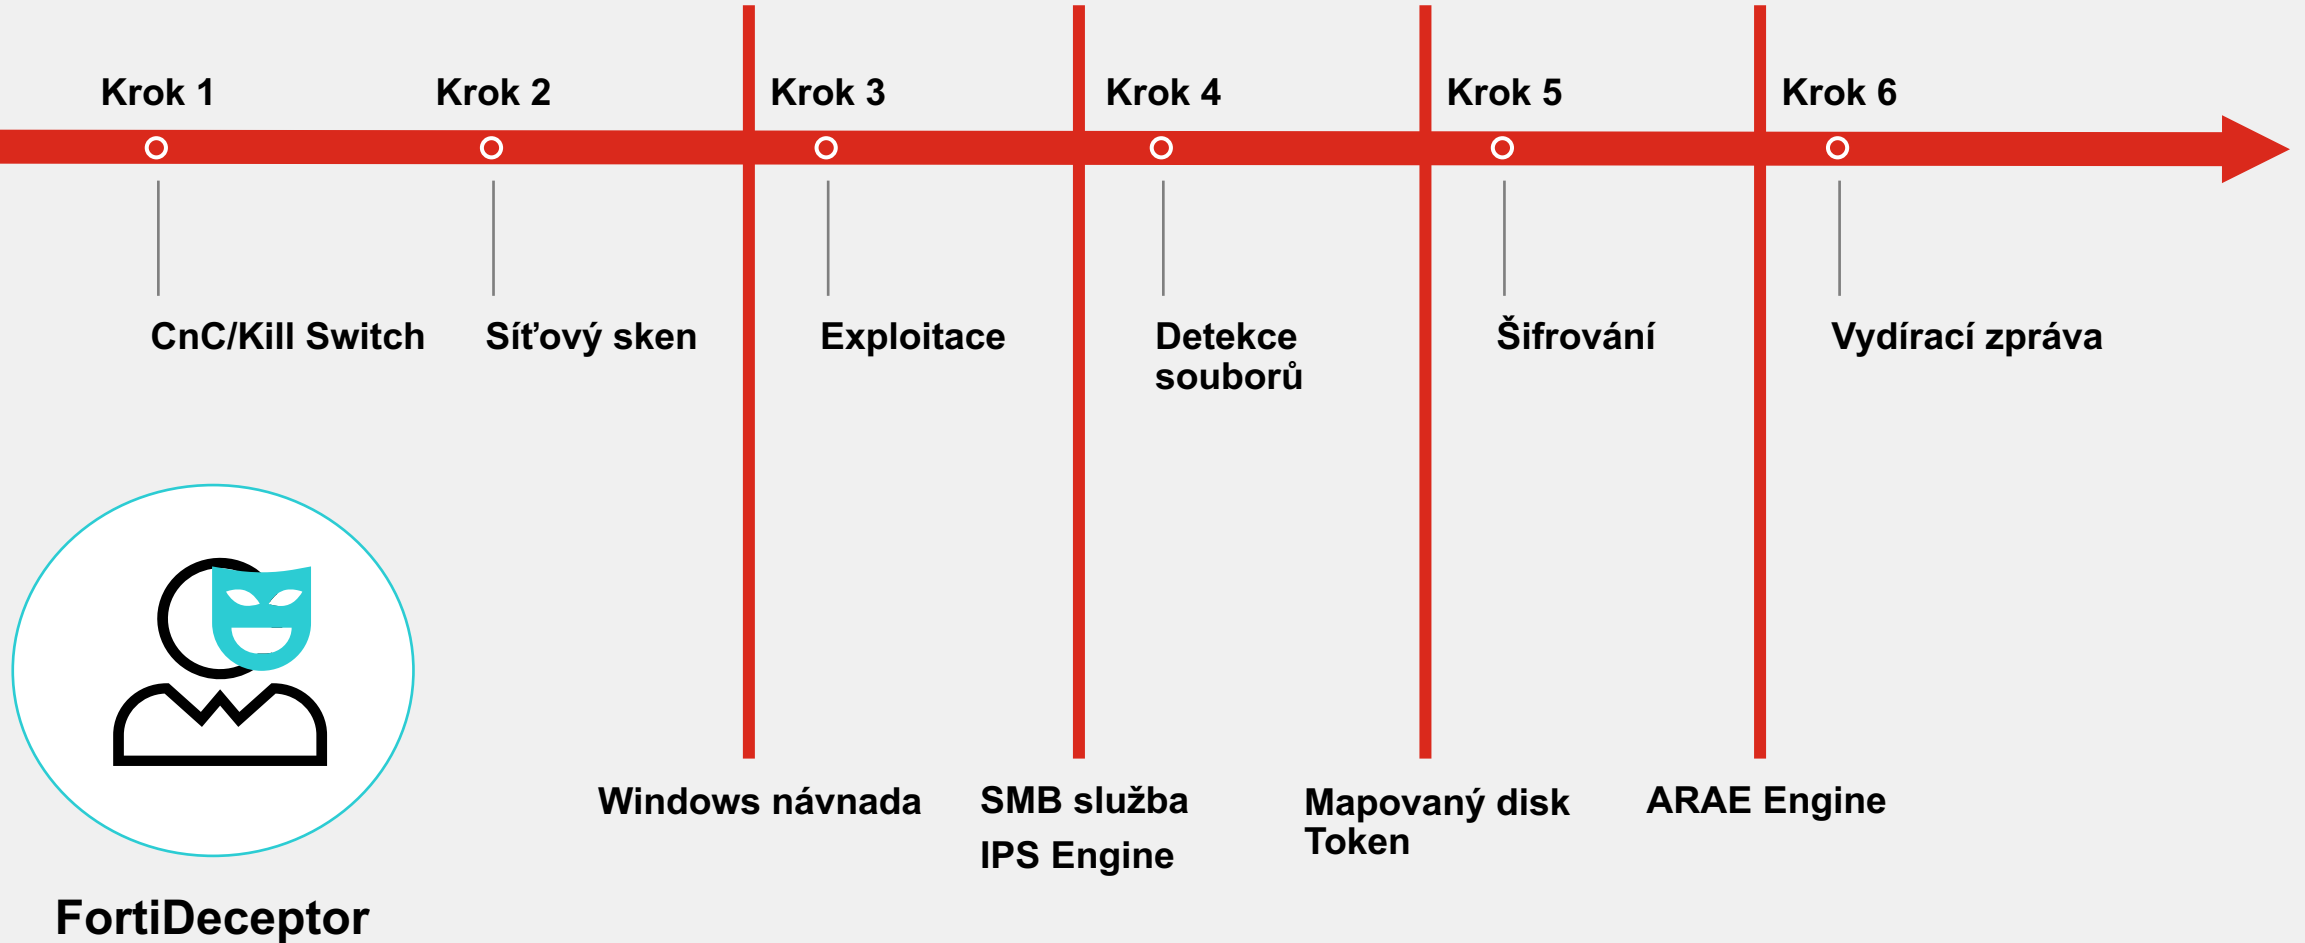 Krok 1
Krok 2
Krok 3
Krok 4
Krok 5
Krok 6
CnC/Kill Switch
Síťový sken
Exploitace
Detekce
souborů
Šifrování
Vydírací zpráva
Windows návnada
SMB služba
IPS Engine
Mapovaný disk
Token
ARAE Engine
FortiDeceptor